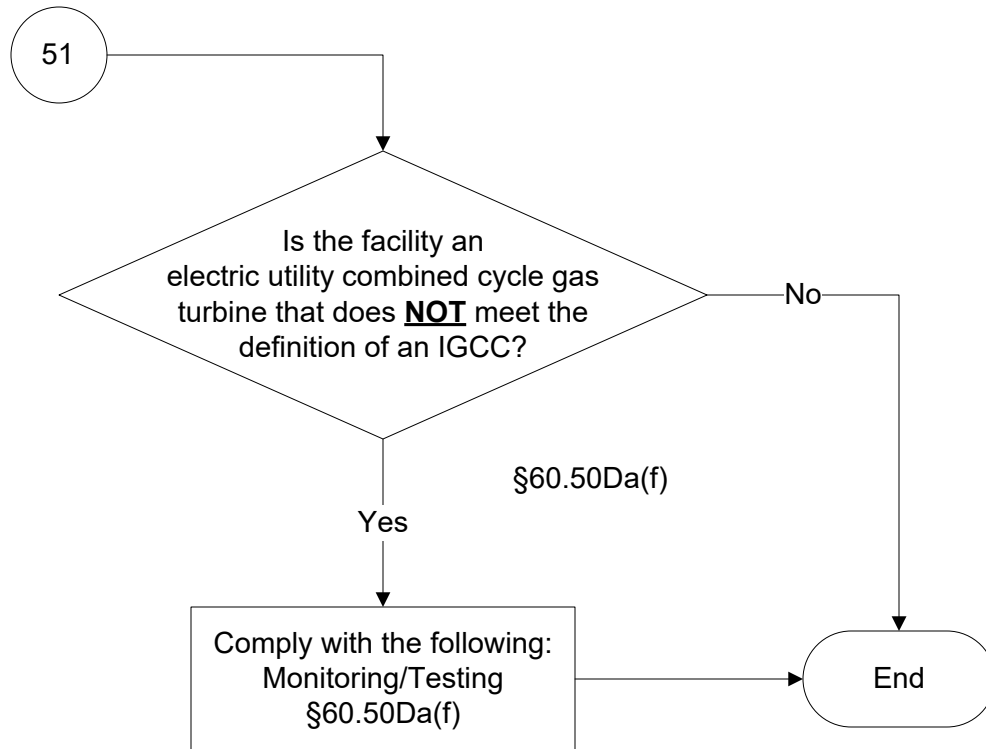 51
Is the facility an
electric utility combined cycle gas
turbine that does NOT meet the
definition of an IGCC?
No
§60.50Da(f)
Yes
Comply with the following:
Monitoring/Testing
§60.50Da(f)
End